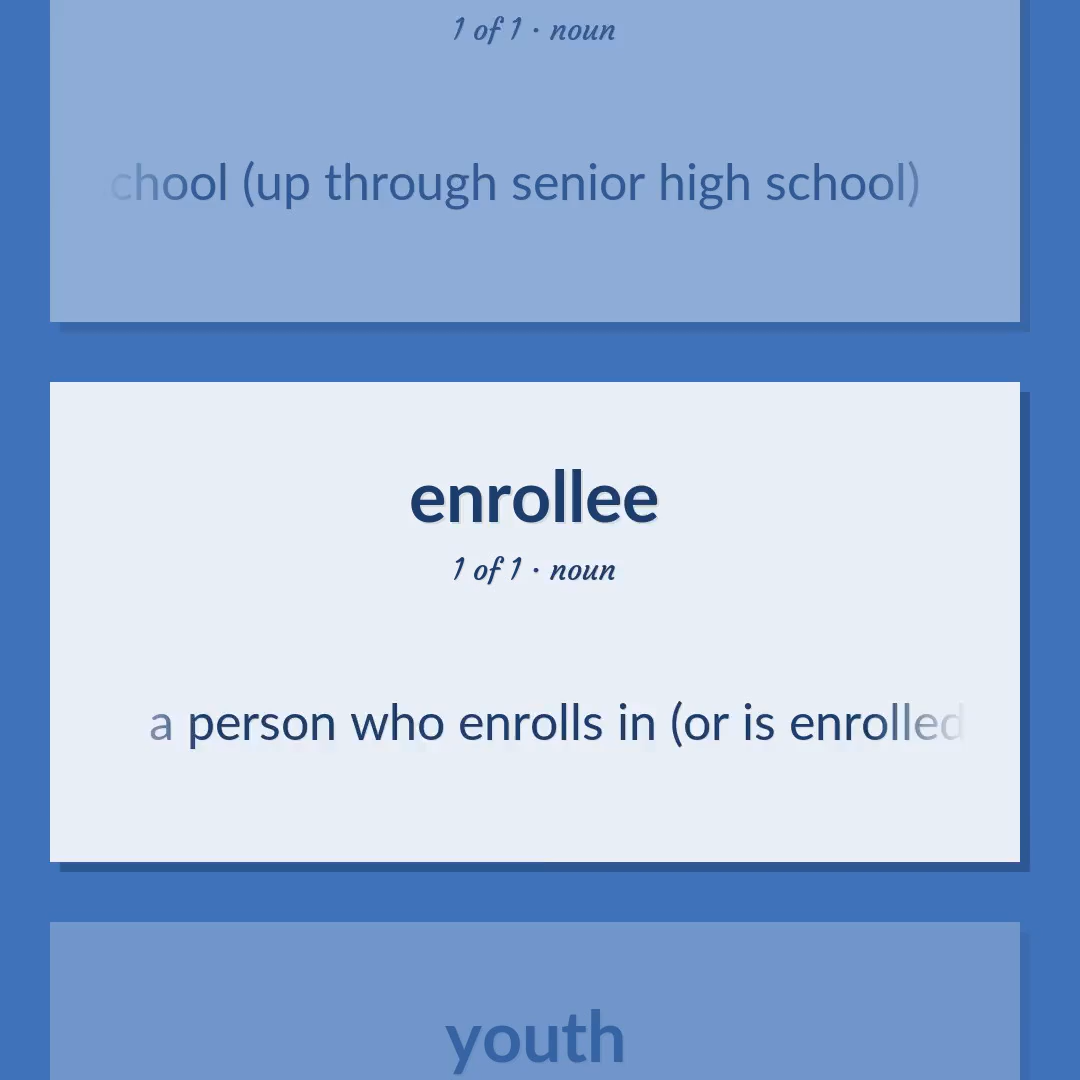 1 of 1 · noun
chool (up through senior high school)
enrollee
1 of 1 · noun
a person who enrolls in (or is enrolled
youth